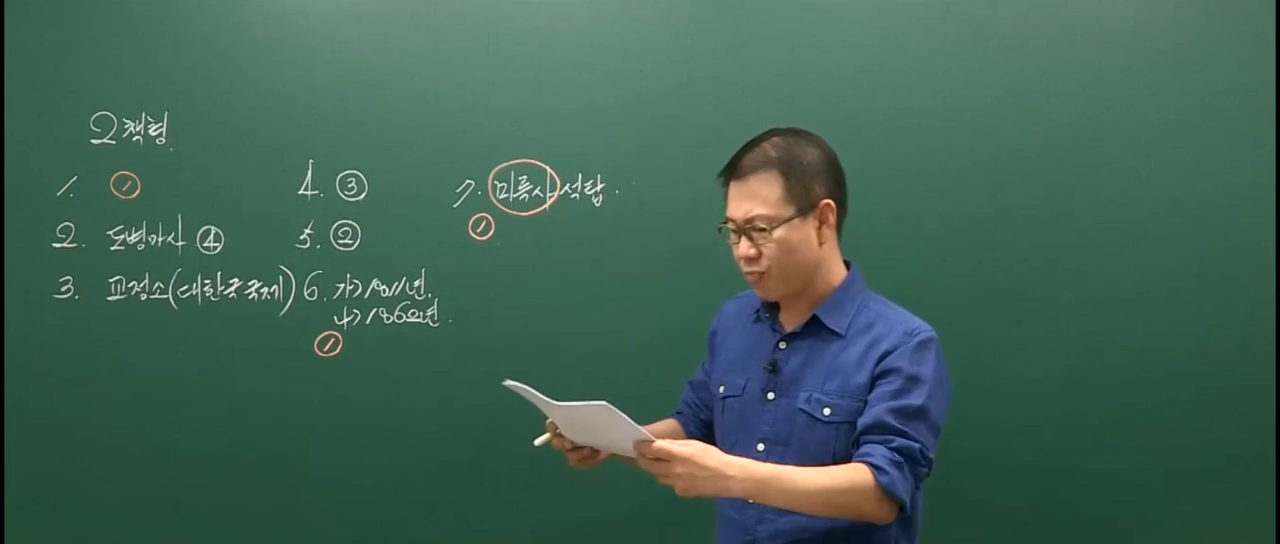 2책형.
1. ①
2. 도병마사 ④
3. 교정소(대한국국제)
4. ③
5. ②
6. 가>1811년.
나>1862년.
①
7. 미륵사 석탑.
①